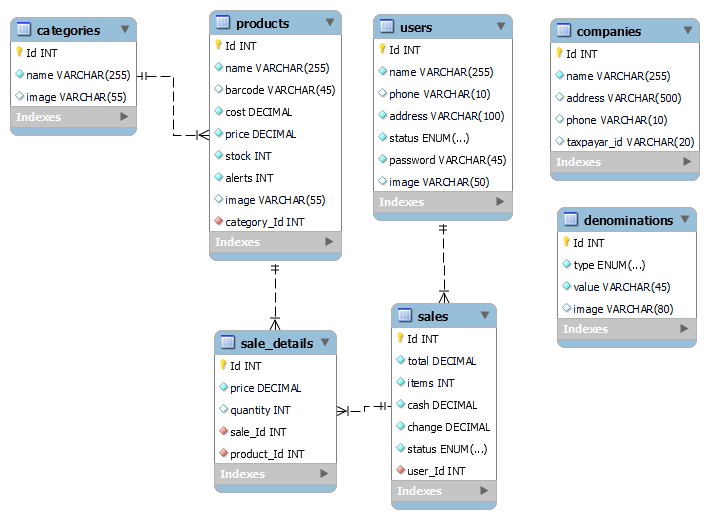 categories
Id INT
name VARCHAR(255)
image VARCHAR(55)
Indexes
products
Id INT
name VARCHAR(255)
barcode VARCHAR(45)
cost DECIMAL
price DECIMAL
stock INT
alerts INT
image VARCHAR(55)
category_Id INT
Indexes
users
Id INT
name VARCHAR(255)
phone VARCHAR(10)
address VARCHAR(100)
status ENUM(...)
password VARCHAR(45)
image VARCHAR(50)
Indexes
companies
Id INT
name VARCHAR(255)
address VARCHAR(500)
phone VARCHAR(10)
taxpayar_id VARCHAR(20)
Indexes
denominations
Id INT
type ENUM(...)
value VARCHAR(45)
image VARCHAR(80)
Indexes
sale_details
Id INT
price DECIMAL
quantity INT
sale_Id INT
product_Id INT
Indexes
sales
Id INT
total DECIMAL
items INT
cash DECIMAL
change DECIMAL
status ENUM(...)
user_Id INT
Indexes